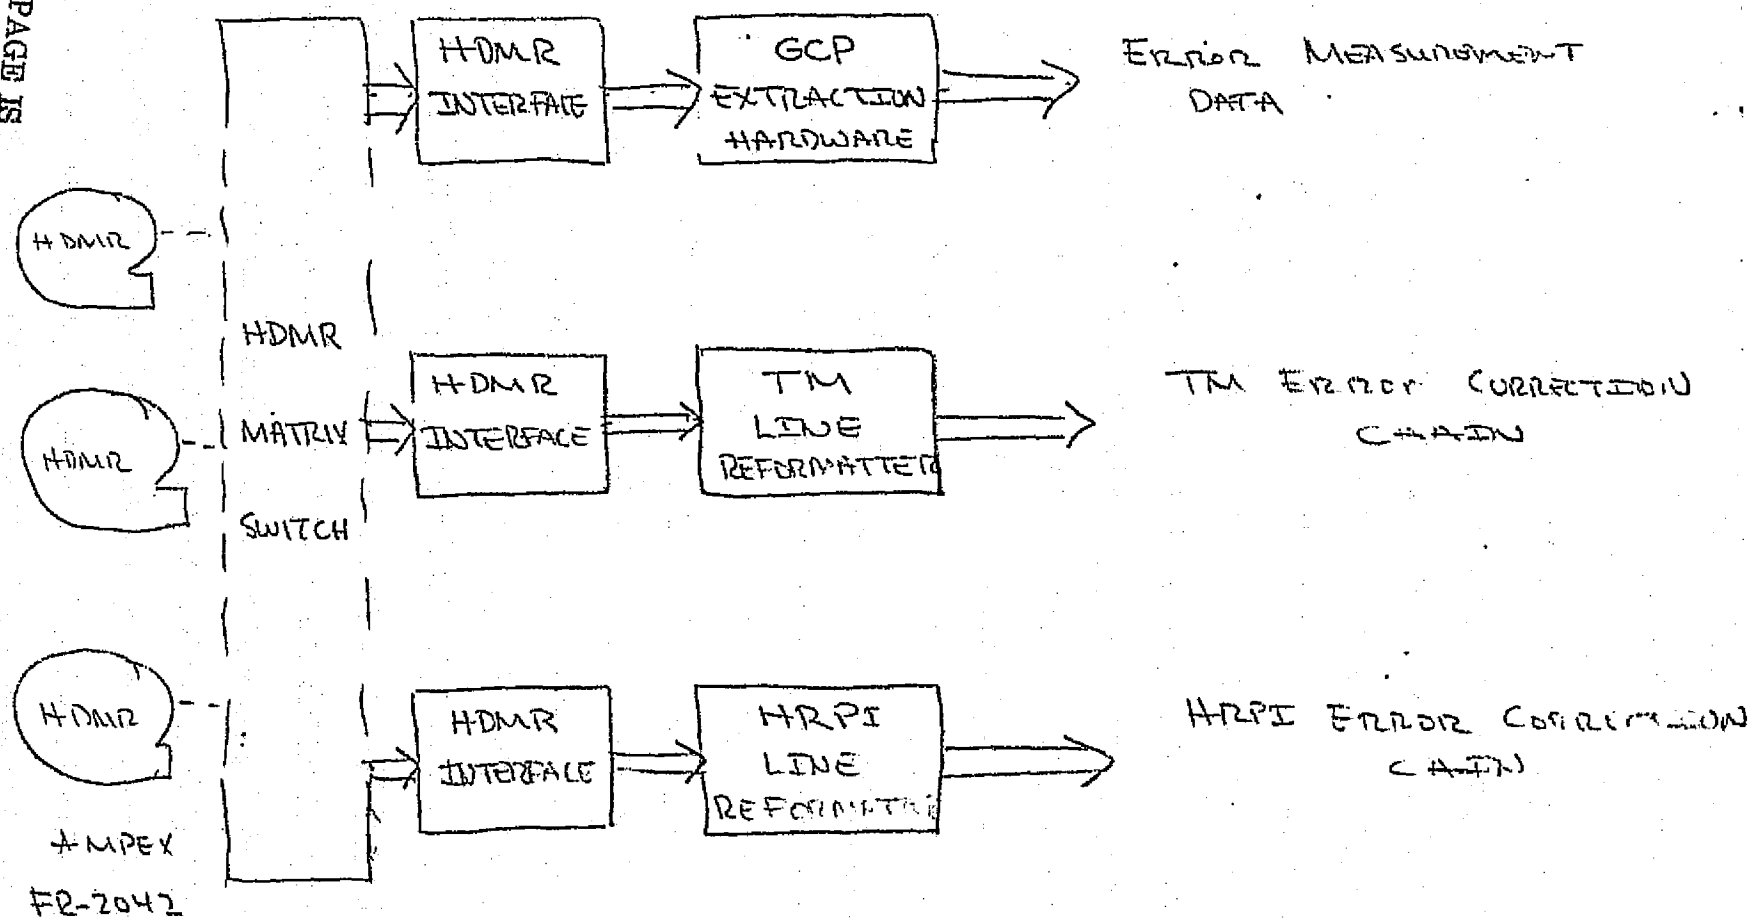 PAGE IS
HDMR
INTERFACE
GCP
EXTRACTION
HARDWARE
ERROR MEASUREMENT
DATA
HDMR
HDMR
MATRIX
SWITCH
HDMR
INTERFACE
TM
LINE
REFORMATTER
TM ERROR CORRECTION
CHAIN
HDMR
HDMR
HDMR
INTERFACE
HRPI
LINE
HRPI ERROR CORRECTION
CHAIN
AMPEX
FR-2042